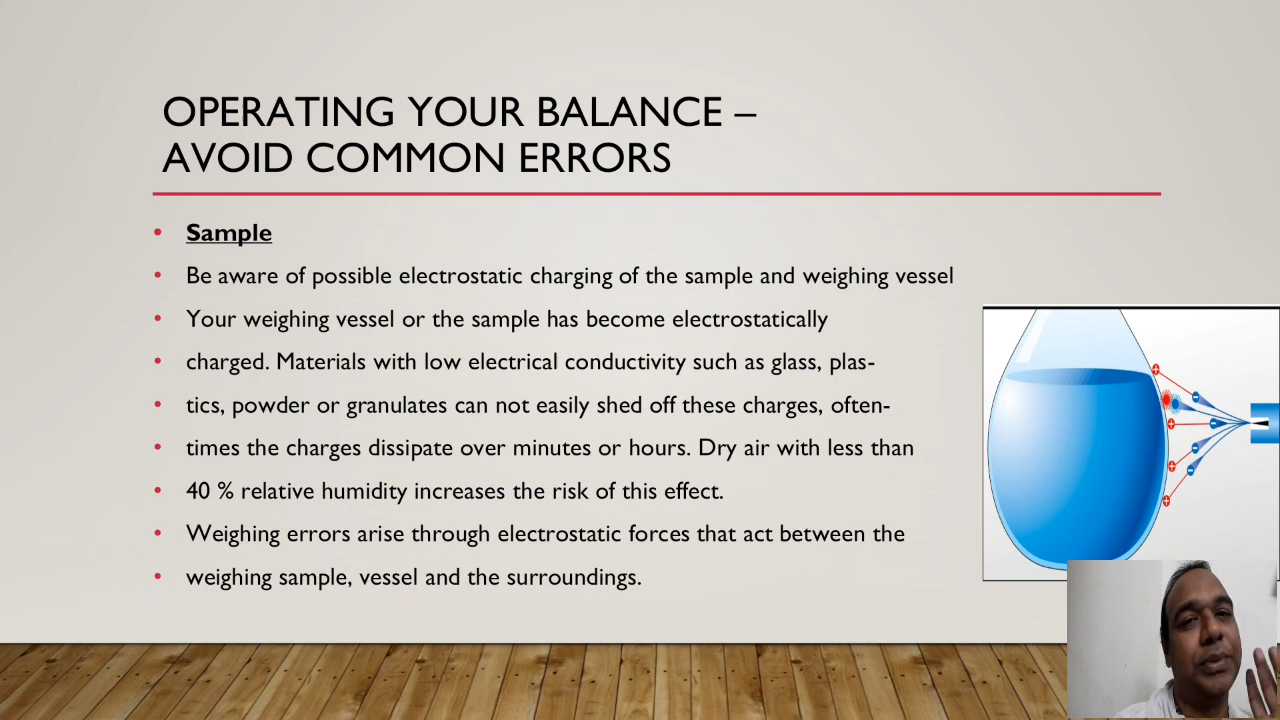 OPERATING YOUR BALANCE –
AVOID COMMON ERRORS
• Sample
• Be aware of possible electrostatic charging of the sample and weighing vessel
• Your weighing vessel or the sample has become electrostatically
• charged. Materials with low electrical conductivity such as glass, plas-
• tics, powder or granulates can not easily shed off these charges, often-
• times the charges dissipate over minutes or hours. Dry air with less than
• 40 % relative humidity increases the risk of this effect.
• Weighing errors arise through electrostatic forces that act between the
• weighing sample, vessel and the surroundings.